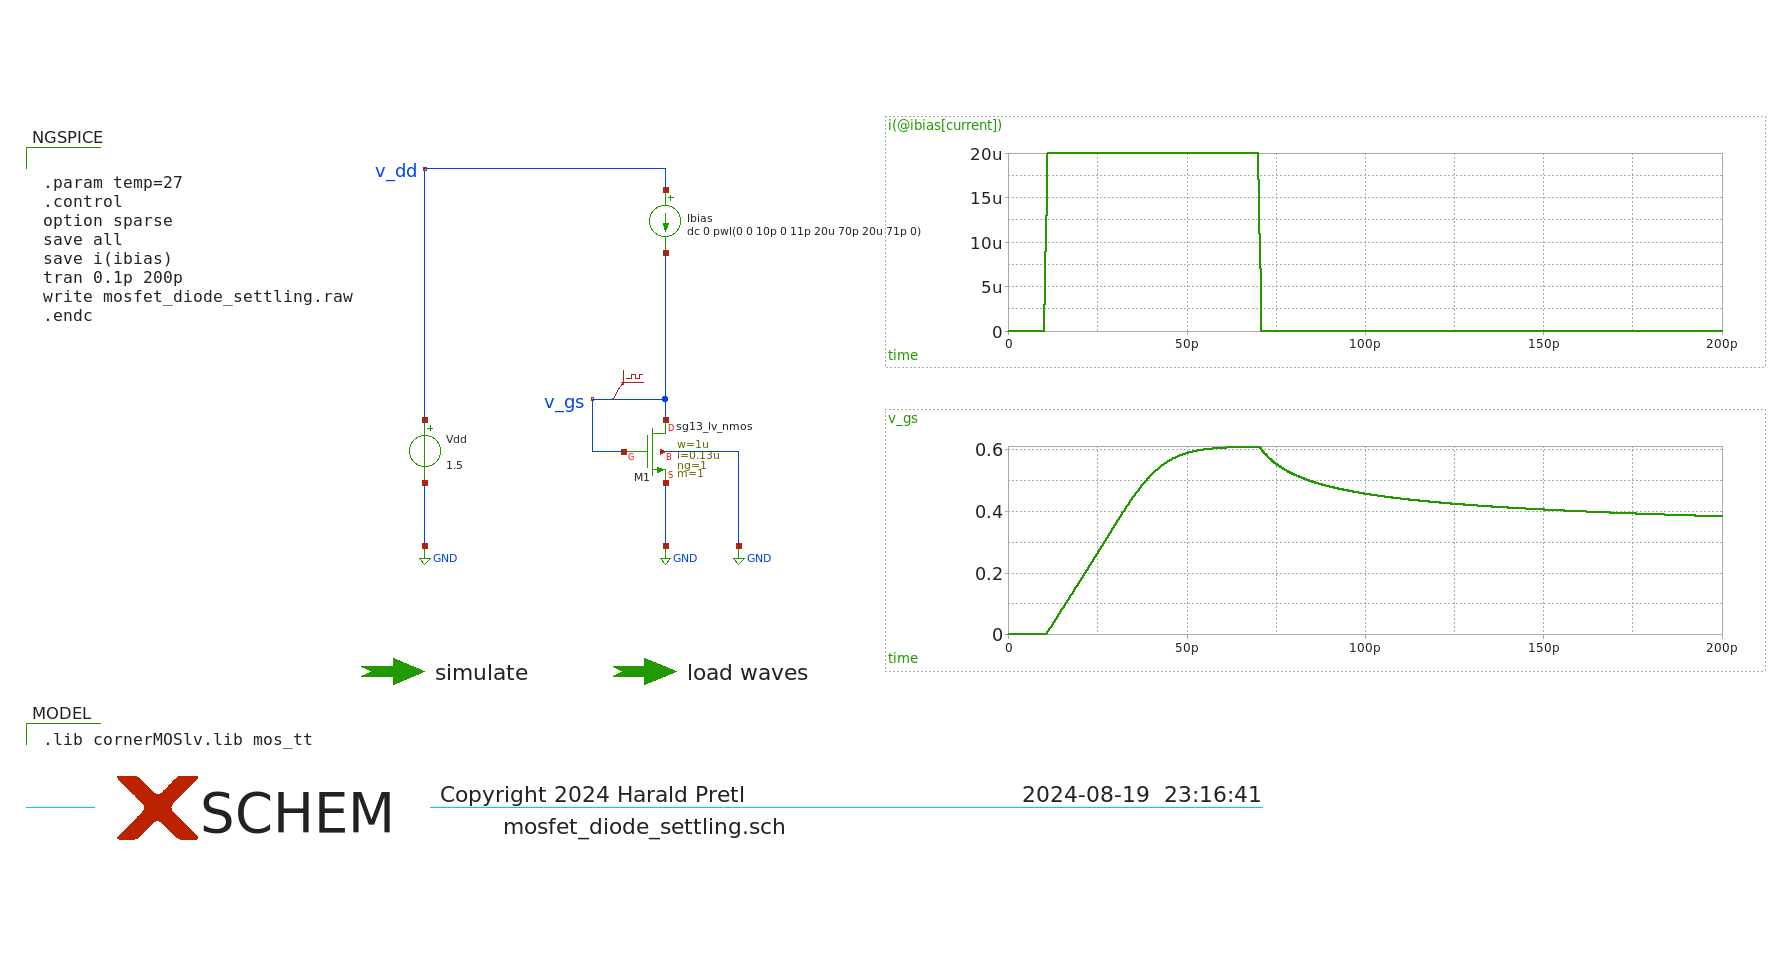 NGSPICE
.param temp=27
.control
option sparse
save all
save i(ibias)
tran 0.1p 200p
write mosfet_diode_settling.raw
.endc
v_dd
+
Ibias
dc 0 pwl(0 0 10p 0 11p 20u 70p 20u 71p 0)
v_gs
+
Vdd
1.5
D
sg13_lv_nmos
w=1u
l=0.13u
ng=1
m=1
G
B
S
M1
GND
GND
GND
i(@ibias[current])
20u
15u
10u
5u
0
0
50p
100p
150p
200p
time
v_gs
0.6
0.4
0.2
0
0
50p
100p
150p
200p
time
simulate
load waves
MODEL
.lib cornerMOSlv.lib mos_tt
XSCHEM
Copyright 2024 Harald Pretl
2024-08-19 23:16:41
mosfet_diode_settling.sch